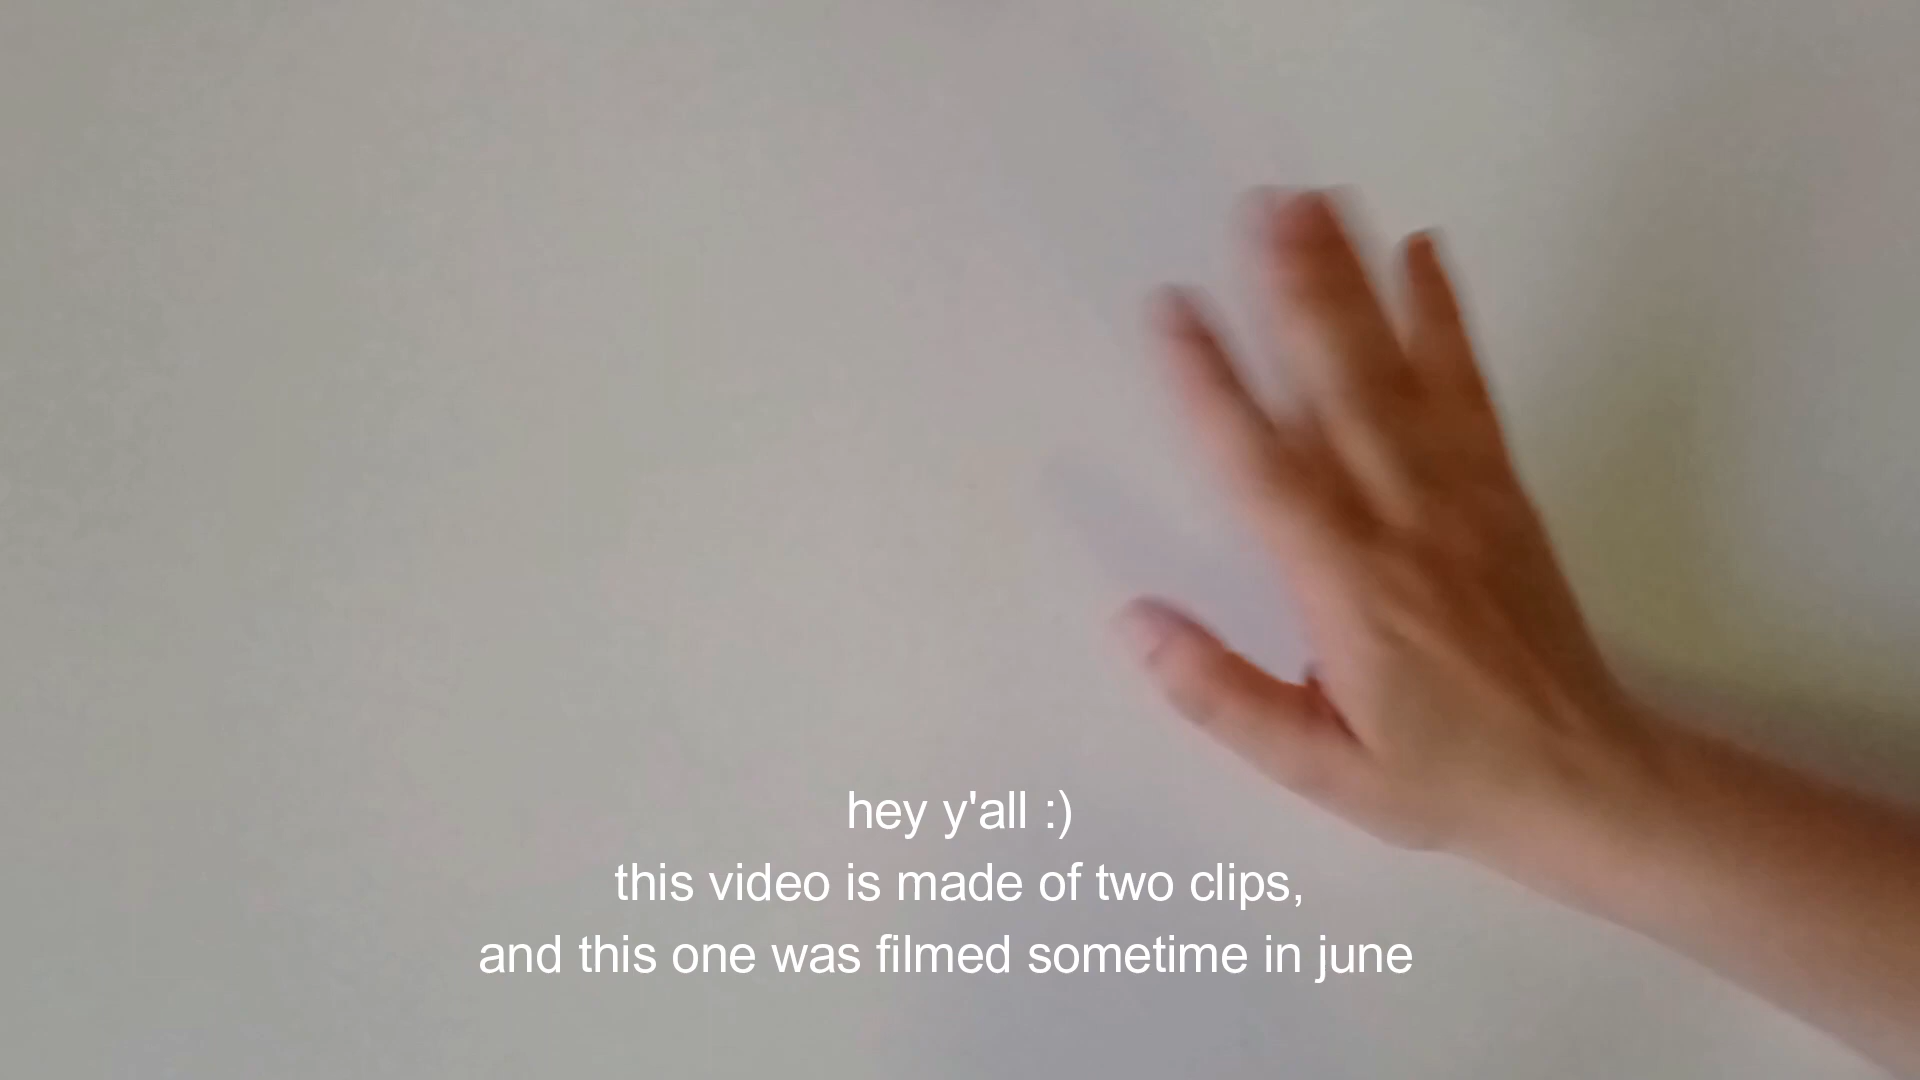 hey y'all :)
this video is made of two clips,
and this one was filmed sometime in june